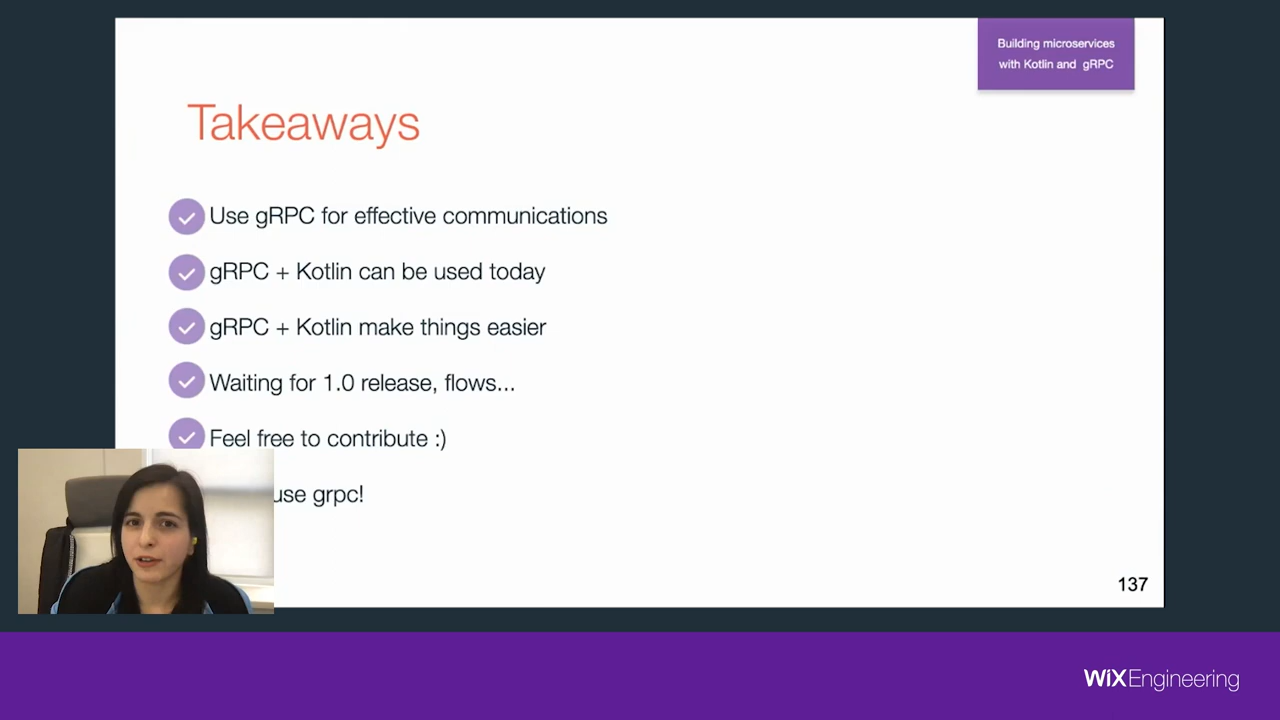 Building microservices
with Kotlin and gRPC
Takeaways
Use gRPC for effective communications
gRPC + Kotlin can be used today
gRPC + Kotlin make things easier
Waiting for 1.0 release, flows...
Feel free to contribute :)
use grpc!
137
WiXEngineering